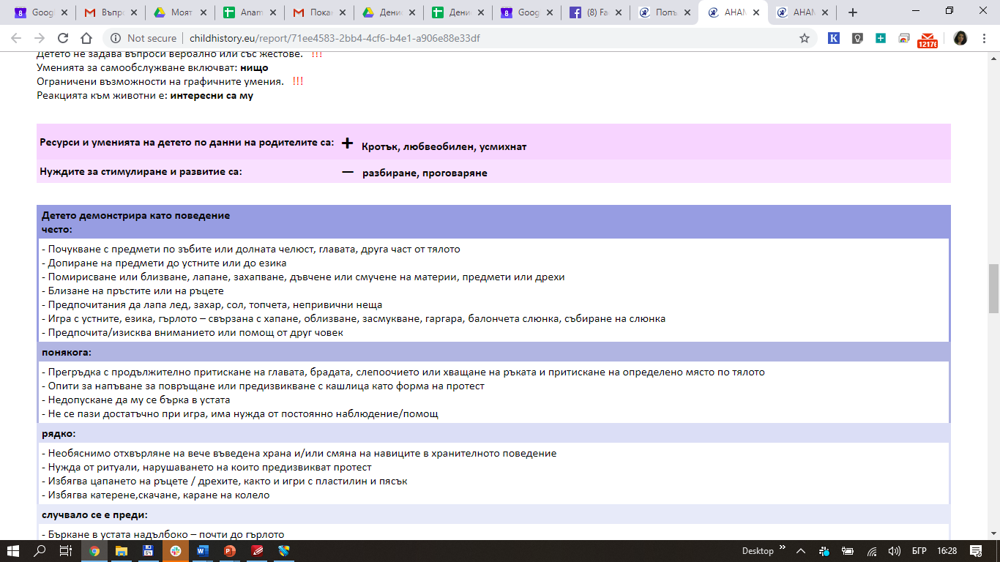 Goog
Въпро
Моят
Anam
Пока
Дени
Дени
Goog
(8) Fa
Попъ
АНАМ
АНАМ
Not secure
childhistory.eu/report/71ee4583-2bb4-4cf6-b4e1-a906e88e33df
12176
Детето не задава въпроси вербално или със жестове. !!!
Уменията за самообслужване включват: нищо
Ограничени възможности на графичните умения. !!!
Реакцията към животни е: интересни са му
Ресурси и уменията на детето по данни на родителите са: + Кротък, любвеобилен, усмихнат
Нуждите за стимулиране и развитие са: — разбиране, проговаряне
Детето демонстрира като поведение
често:
- Почукване с предмети по зъбите или долната челюст, главата, друга част от тялото
- Допиране на предмети до устните или до езика
- Помирисване или близване, лапане, захапване, дъвчене или смучене на материи, предмети или дрехи
- Близане на пръстите или на ръцете
- Предпочитания да лапа лед, захар, сол, топчета, непривични неща
- Игра с устните, езика, гърлото – свързана с хапане, облизване, засмукване, гаргара, балончета слюнка, събиране на слюнка
- Предпочита/изисква вниманието или помощ от друг човек
понякога:
- Прегръдка с продължително притискане на главата, брадата, слепоочието или хващане на ръката и притискане на определено място по тялото
- Опити за напъване за повръщане или предизвикване с кашлица като форма на протест
- Недопускане да му се бърка в устата
- Не се пази достатъчно при игра, има нужда от постоянно наблюдение/помощ
рядко:
- Необяснимо отхвърляне на вече въведена храна и/или смяна на навиците в хранителното поведение
- Нужда от ритуали, нарушаването на които предизвикват протест
- Избягва цапането на ръцете / дрехите, както и игри с пластилин и пясък
- Избягва катерене,скачане, каране на колело
случвало се е преди:
- Бъркане в устата надълбоко – почти до гърлото
Desktop
БГР
16:28